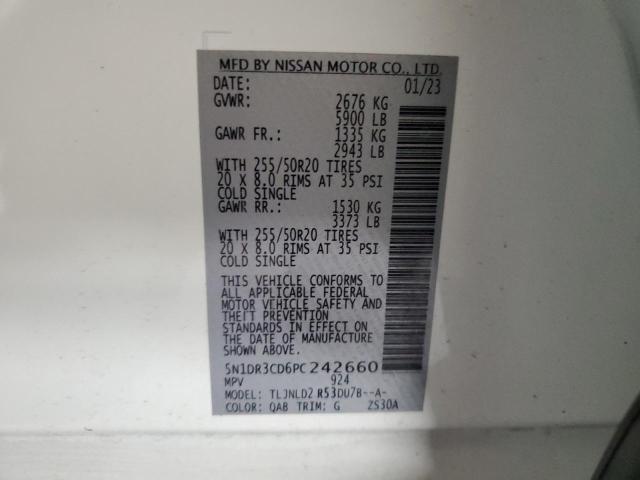 MFD BY NISSAN MOTOR CO., LTD.
DATE: 01/23
GVWR: 2676 KG
5900 LB
GAWR FR.: 1335 KG
2943 LB
WITH 255/50R20 TIRES
20 X 8.0 RIMS AT 35 PSI
COLD SINGLE
GAWR RR.: 1530 KG
3373 LB
WITH 255/50R20 TIRES
20 X 8.0 RIMS AT 35 PSI
COLD SINGLE
THIS VEHICLE CONFORMS TO
ALL APPLICABLE FEDERAL
MOTOR VEHICLE SAFETY AND
THEFT PREVENTION
STANDARDS IN EFFECT ON
THE DATE OF MANUFACTURE
SHOWN ABOVE.
5N1DR3CD6PC242660
MPV 924
MODEL: TLJNLD2 R53DU7B--A-
COLOR: QAB TRIM: G ZS30A